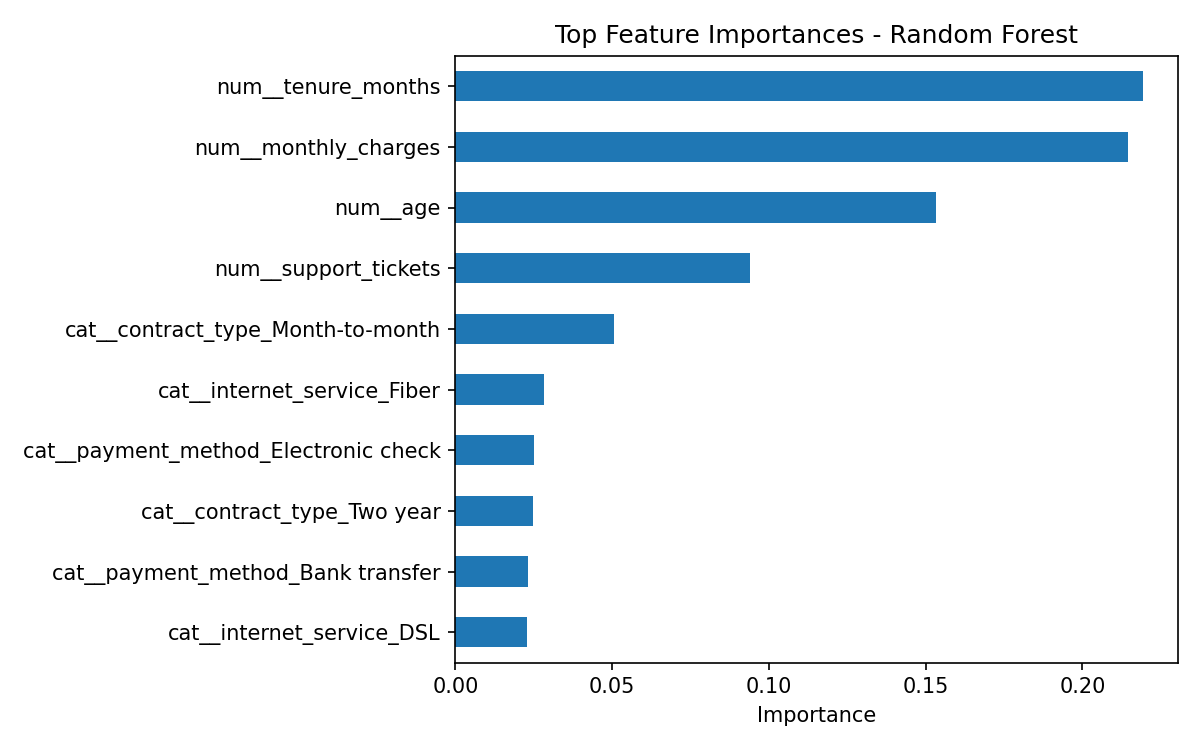 Top Feature Importances - Random Forest
num__tenure_months
num__monthly_charges
num__age
num__support_tickets
cat__contract_type_Month-to-month
cat__internet_service_Fiber
cat__payment_method_Electronic check
cat__contract_type_Two year
cat__payment_method_Bank transfer
cat__internet_service_DSL
0.00 0.05 0.10 0.15 0.20
Importance